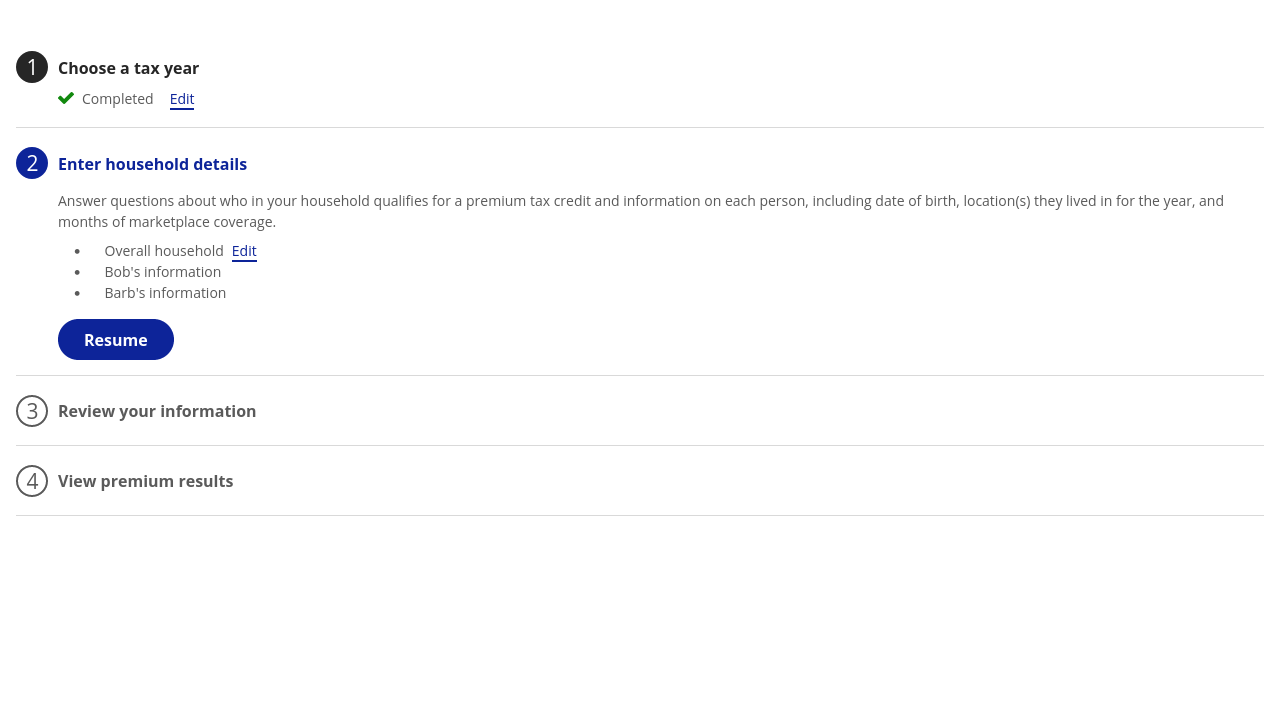 1 Choose a tax year
Completed Edit
2 Enter household details
Answer questions about who in your household qualifies for a premium tax credit and information on each person, including date of birth, location(s) they lived in for the year, and
months of marketplace coverage.
• Overall household Edit
• Bob's information
• Barb's information
Resume
3 Review your information
4 View premium results